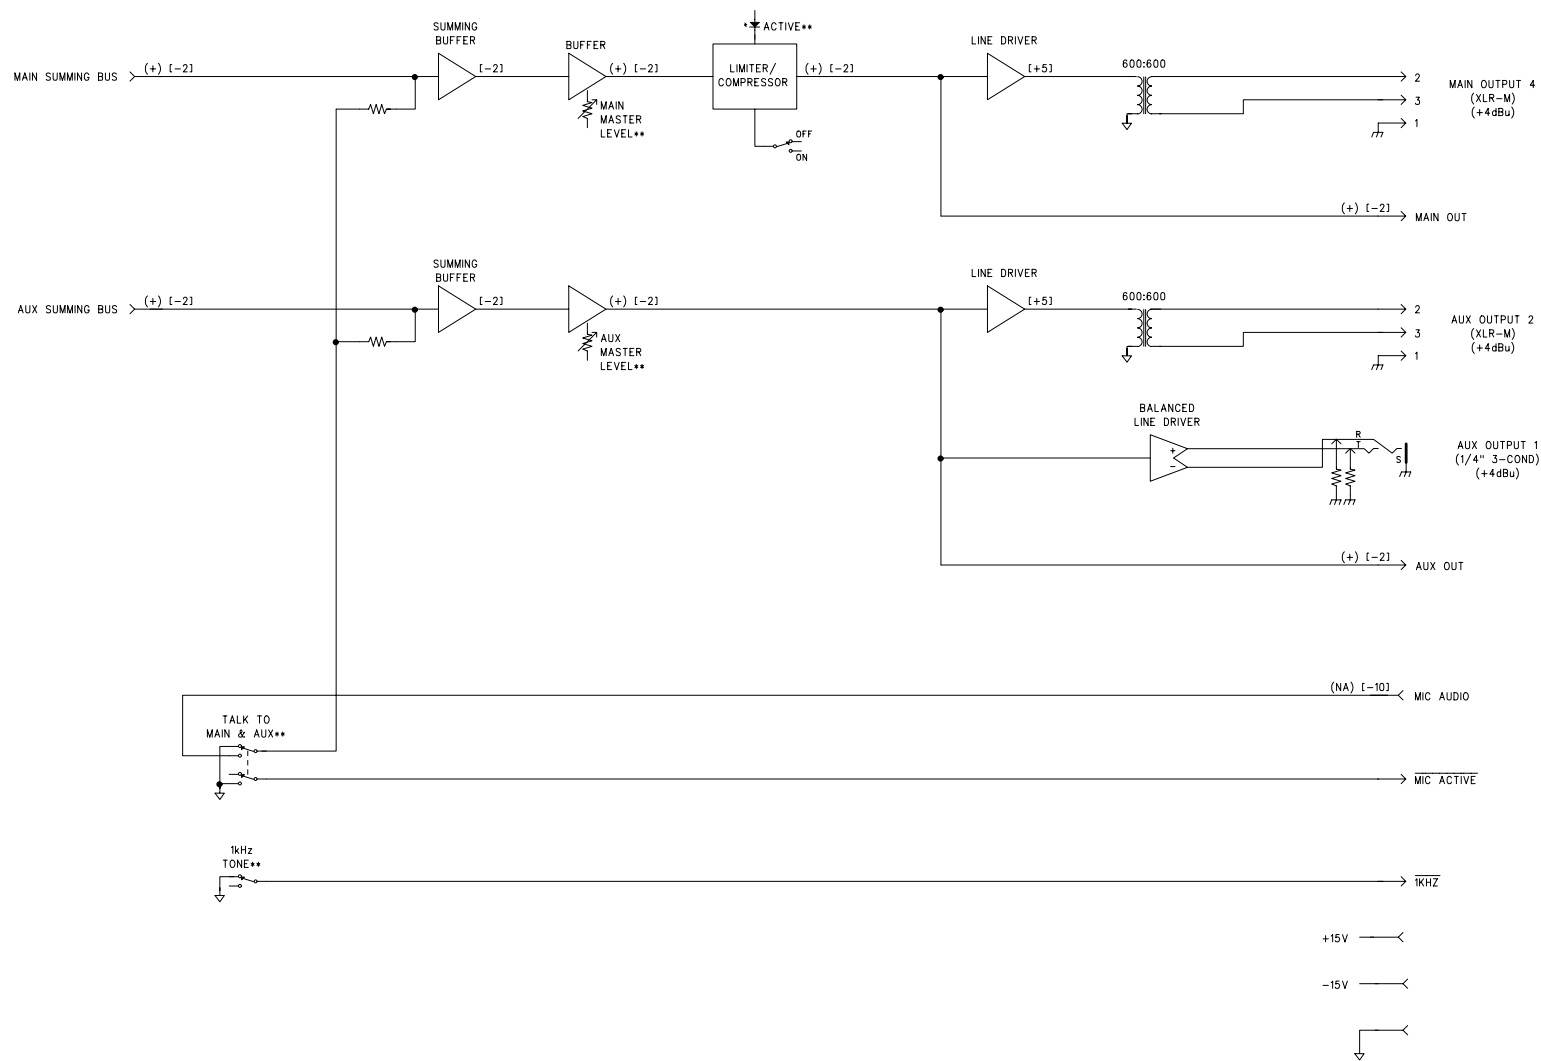 SUMMING
BUFFER
BUFFER
ACTIVE**
LINE DRIVER
MAIN SUMMING BUS
(+) [-2]
[-2]
(+) [-2]
LIMITER/
COMPRESSOR
(+) [-2]
[+5]
600:600
2
3
1
MAIN OUTPUT 4
(XLR-M)
(+4dBu)
MAIN
MASTER
LEVEL**
OFF
ON
(+) [-2]
MAIN OUT
SUMMING
BUFFER
LINE DRIVER
AUX SUMMING BUS
(+) [-2]
[-2]
(+) [-2]
[+5]
600:600
2
3
1
AUX OUTPUT 2
(XLR-M)
(+4dBu)
AUX
MASTER
LEVEL**
BALANCED
LINE DRIVER
+
-
R
T
S
AUX OUTPUT 1
(1/4" 3-COND)
(+4dBu)
(+) [-2]
AUX OUT
(NA) [-10]
MIC AUDIO
TALK TO
MAIN & AUX**
MIC ACTIVE
1kHz
TONE**
1KHZ
+15V
-15V